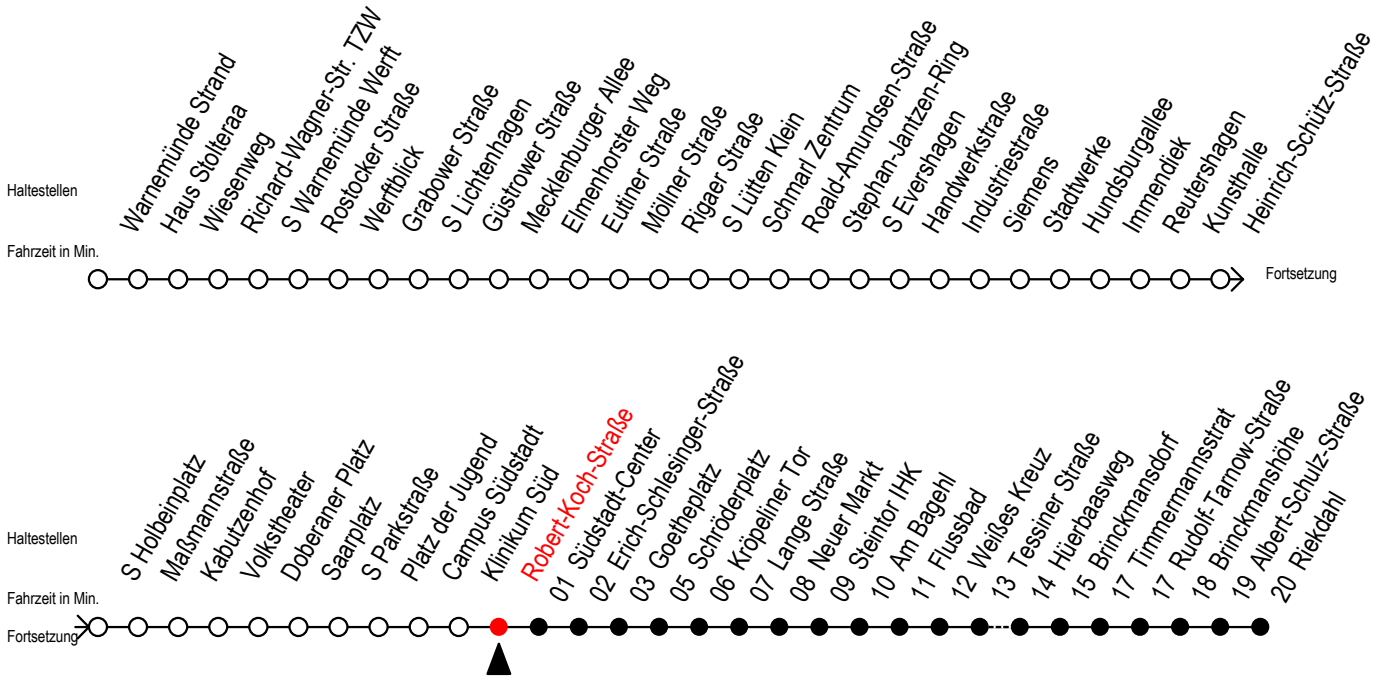 Haltestellen
Warnemünde Strand
Haus Stolteraa
Wiesenweg
Richard-Wagner-Str. TZW
S Warnemünde Werft
Rostocker Straße
Werftblick
Grabower Straße
S Lichtenhagen
Güstrower Straße
Mecklenburger Allee
Elmenhorster Weg
Eutiner Straße
Möllner Straße
Rigaer Straße
S Lütten Klein
Schmarl Zentrum
Roald-Amundsen-Straße
Stephan-Jantzen-Ring
S Evershagen
Handwerkstraße
Industriestraße
Siemens
Stadtwerke
Hundsburgallee
Immendiek
Reutershagen
Kunsthalle
Heinrich-Schütz-Straße
Fahrzeit in Min.
Fortsetzung
Haltestellen
S Holbeinplatz
Maßmannstraße
Kabutzenhof
Volkstheater
Doberaner Platz
Saarplatz
S Parkstraße
Platz der Jugend
Campus Südstadt
Klinikum Süd
Robert-Koch-Straße
01 Südstadt-Center
02 Erich-Schlesinger-Straße
03 Goetheplatz
05 Schröderplatz
06 Kröpeliner Tor
07 Lange Straße
08 Neuer Markt
09 Steintor IHK
10 Am Bagehl
11 Flussbad
12 Weißes Kreuz
13 Tessiner Straße
14 Hüerbaasweg
15 Brinckmansdorf
17 Timmermannsstrat
17 Rudolf-Tarnow-Straße
18 Brinckmanshöhe
19 Albert-Schulz-Straße
20 Riekdahl
Fahrzeit in Min.
Fortsetzung